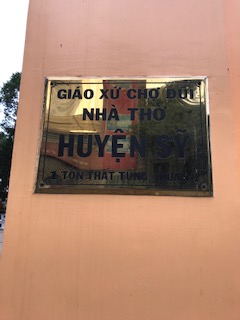 GIÁO XỨ CHỢ ĐŨI
NHÀ THỜ
HUYỆN SỸ
1 TÔN THẤT TÙNG